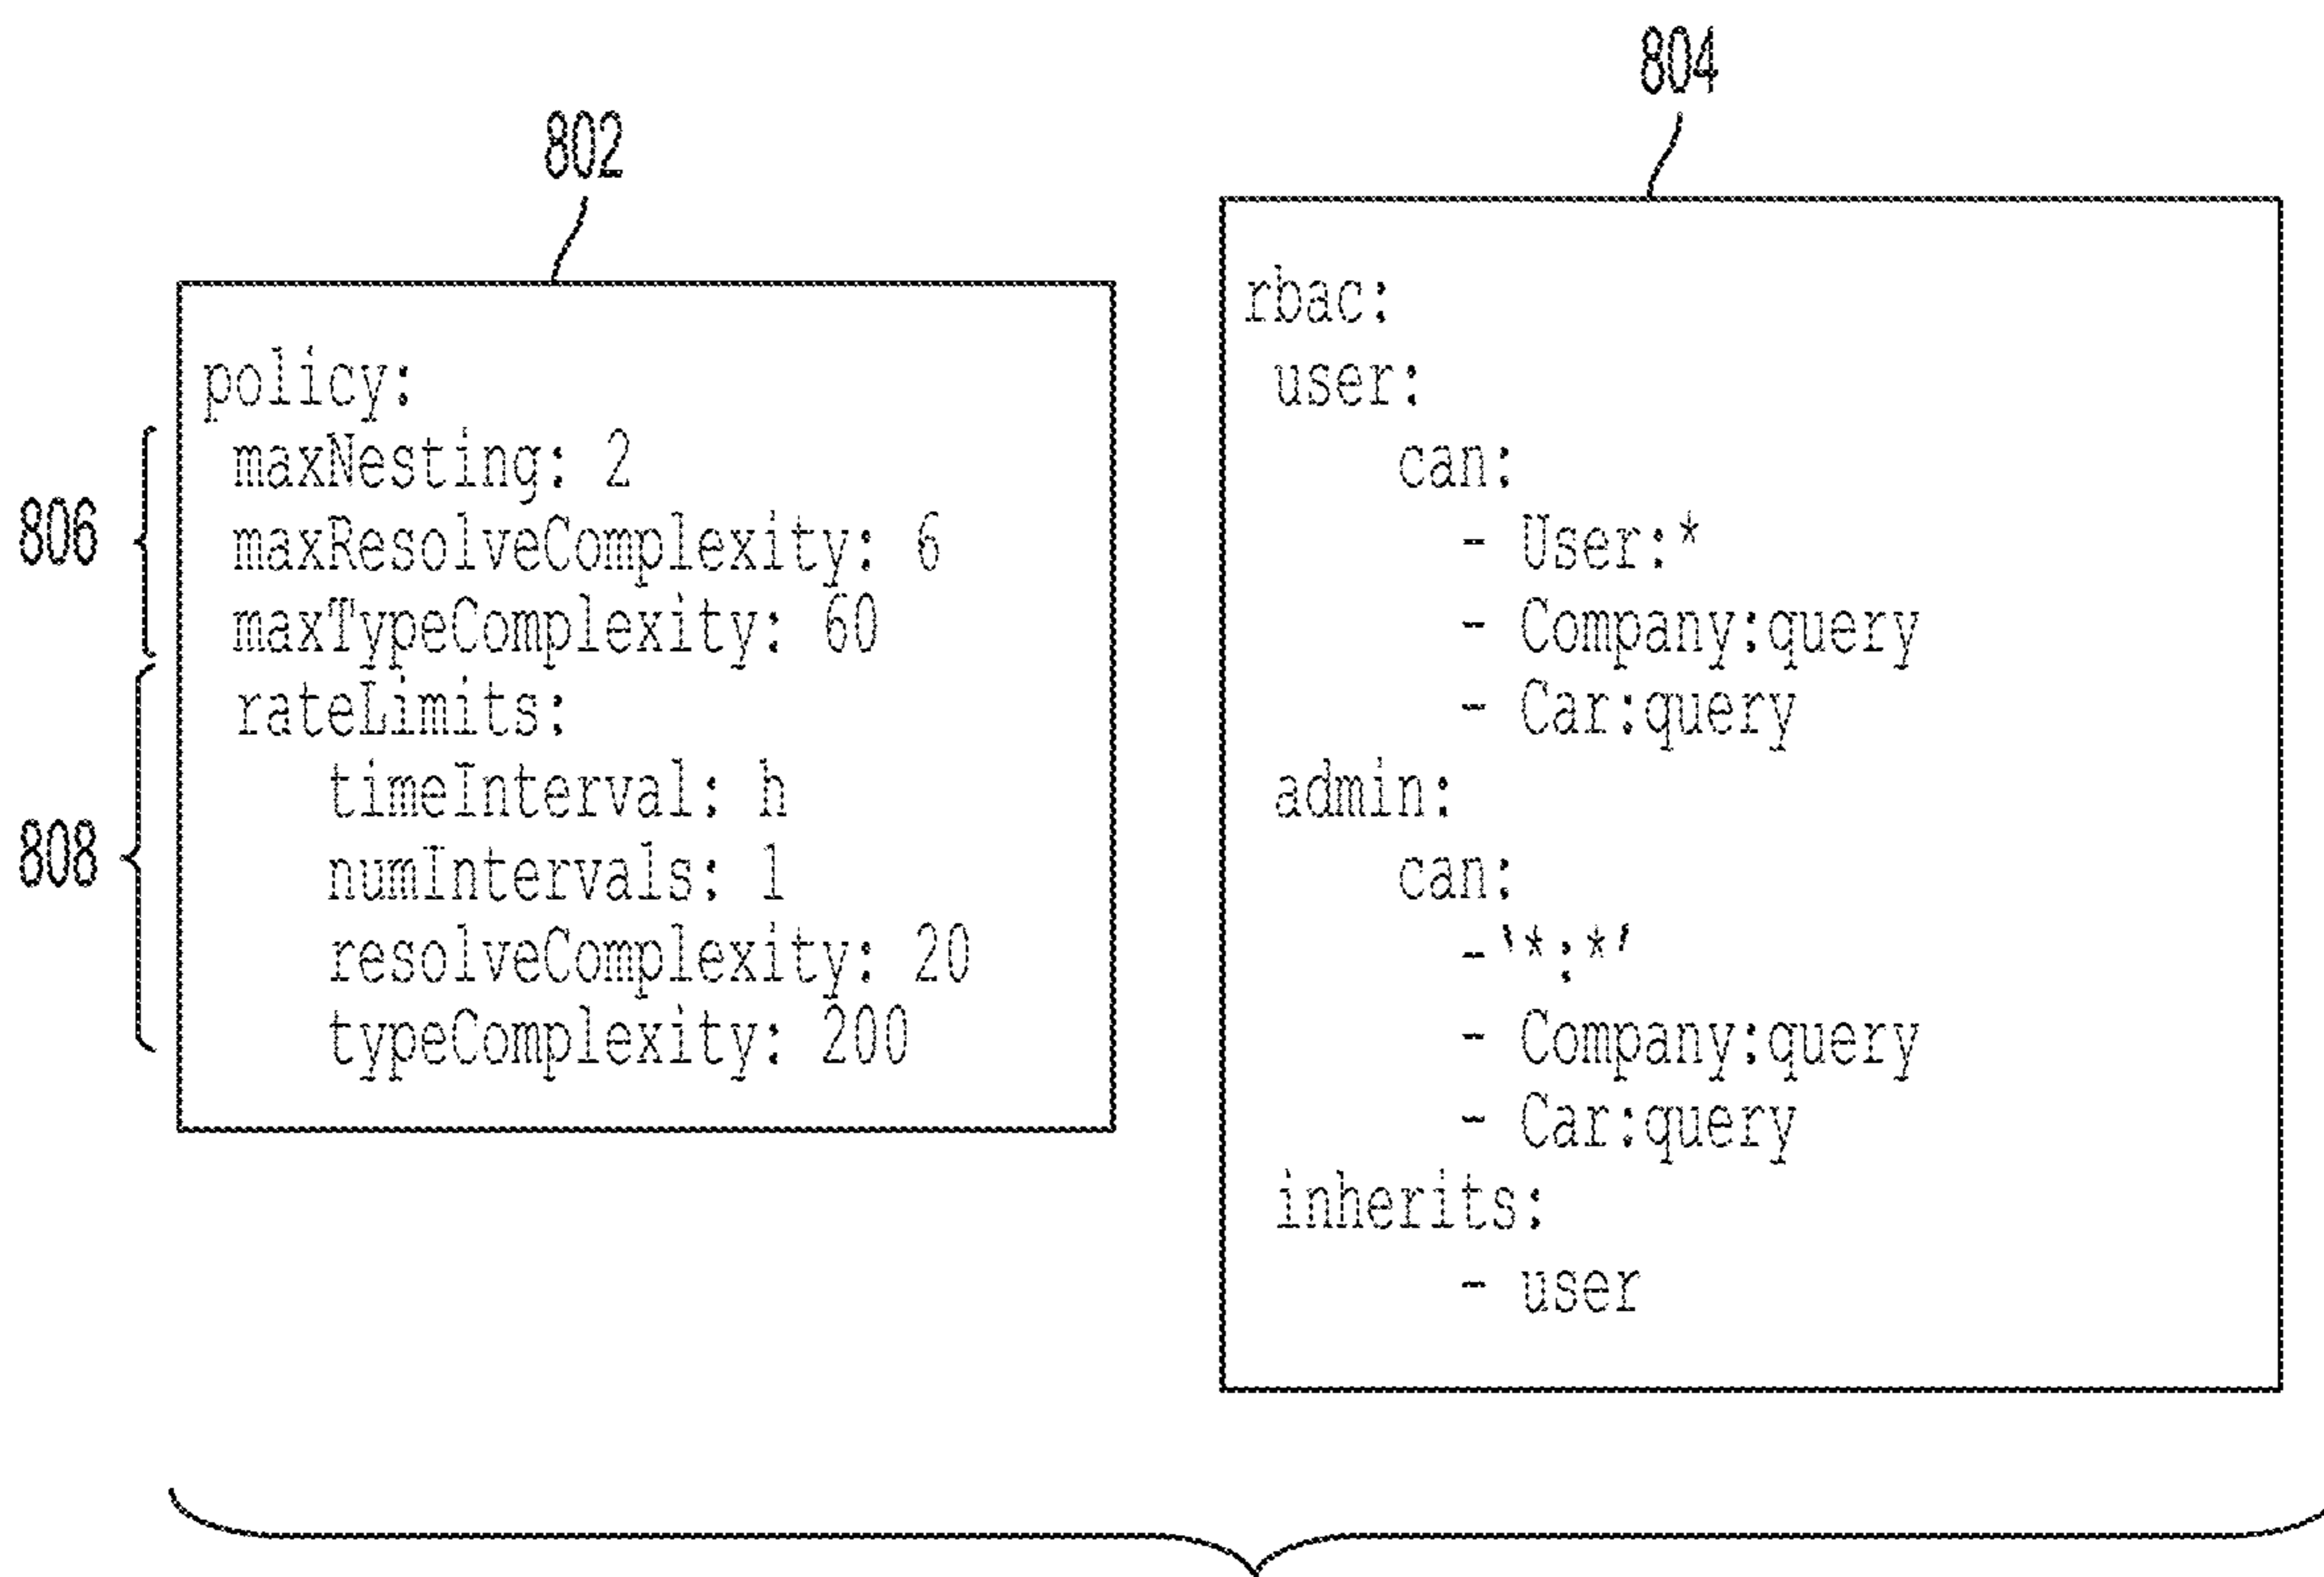 802
policy:
maxNesting: 2
806
maxResolveComplexity: 6
maxTypeComplexity: 60
rateLimits:
timeInterval: h
808
numIntervals: 1
resolveComplexity: 20
typeComplexity: 200
804
rbac:
user:
can:
- User:*
- Company:query
- Car:query
admin:
can:
-'*:*'
- Company:query
- Car:query
inherits:
- user